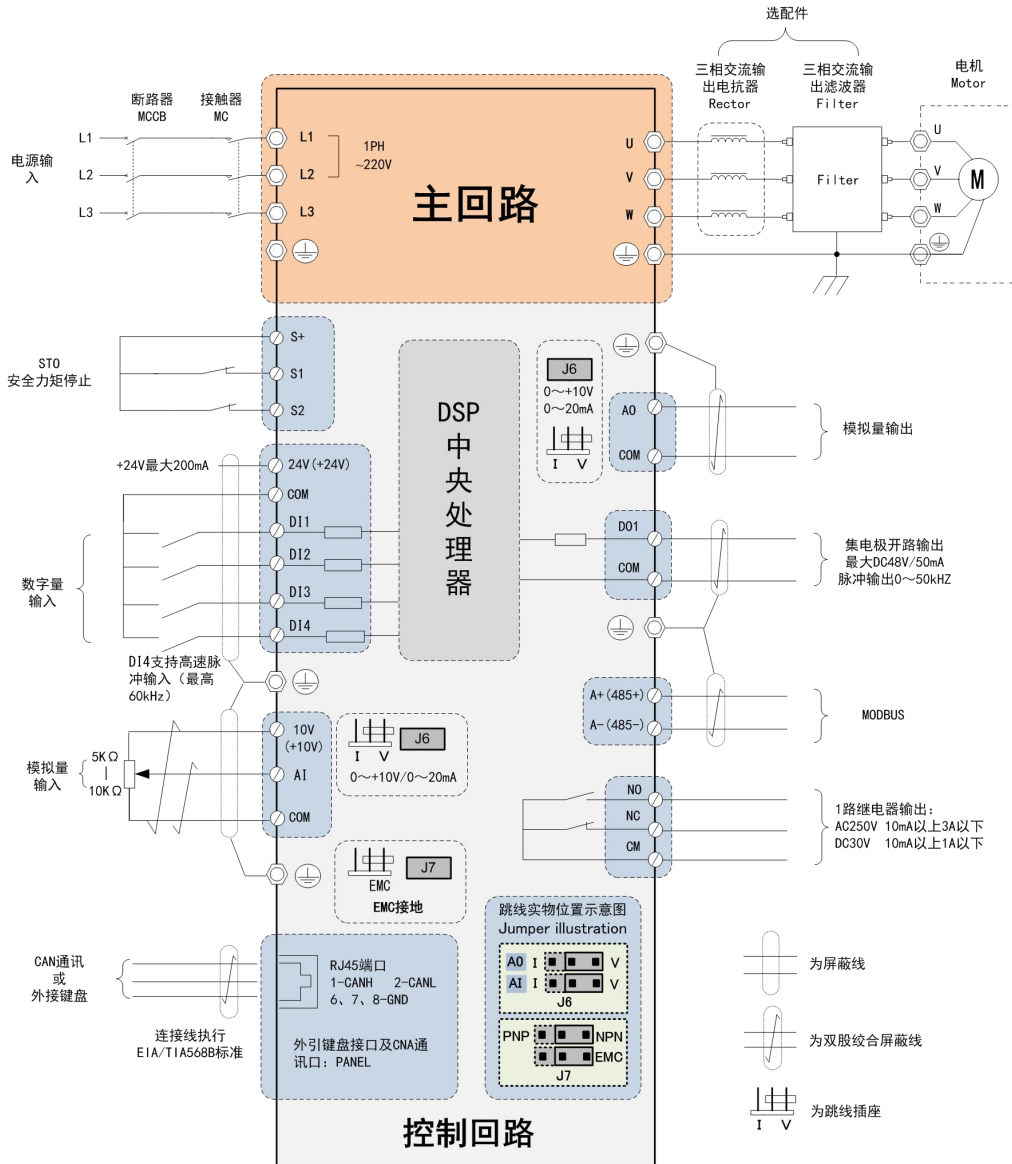 选配件
三相交流输
出电抗器
Rector
三相交流输
出滤波器
Filter
电机
Motor
断路器
MCCB
接触器
MC
电源输
入
L1
L2
L3
L1
L2
L3
1PH
~220V
主回路
U
V
W
Filter
U
V
W
M
STO
安全力矩停止
S+
S1
S2
DSP
中
央
处
理
器
J6
0～+10V
0～20mA
I V
AO
COM
模拟量输出
+24V最大200mA
24V(+24V)
COM
DI1
DI2
DI3
DI4
数字量
输入
DI4支持高速脉
冲输入（最高
60kHz）
DO1
COM
集电极开路输出
最大DC48V/50mA
脉冲输出0～50kHZ
A+(485+)
A-(485-)
MODBUS
模拟量
输入
5KΩ
10KΩ
10V
(+10V)
AI
COM
I V
J6
0～+10V/0～20mA
NO
NC
CM
1路继电器输出：
AC250V 10mA以上3A以下
DC30V 10mA以上1A以下
EMC
J7
EMC接地
跳线实物位置示意图
Jumper illustration
AO I V
AI I V
J6
PNP NPN
EMC
J7
CAN通讯
或
外接键盘
连接线执行
EIA/TIA568B标准
RJ45端口
1-CANH 2-CANL
6、7、8-GND
外引键盘接口及CNA通
讯口：PANEL
为屏蔽线
为双股绞合屏蔽线
I V
为跳线插座
控制回路